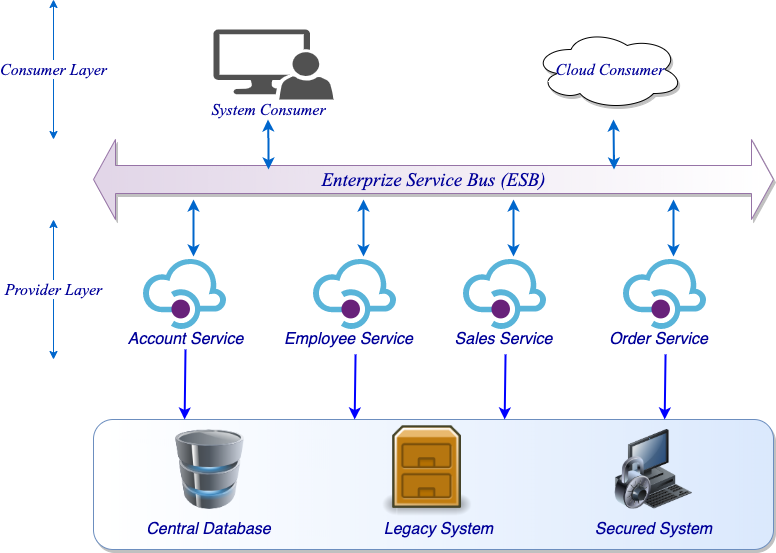 Consumer Layer
System Consumer
Cloud Consumer
Enterprize Service Bus (ESB)
Provider Layer
Account Service
Employee Service
Sales Service
Order Service
Central Database
Legacy System
Secured System